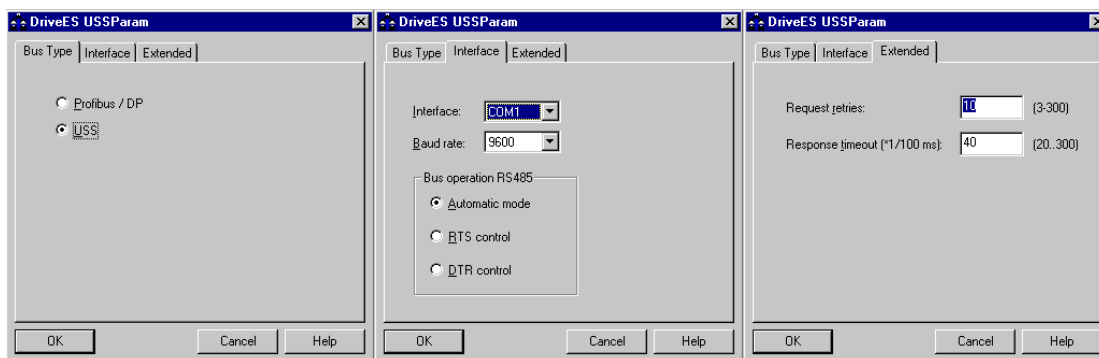 DriveES USSParam
Bus Type Interface Extended
Profibus / DP
USS
OK Cancel Help
DriveES USSParam
Bus Type Interface Extended
Interface: COM1
Baud rate: 9600
Bus operation RS485
Automatic mode
RTS control
DTR control
OK Cancel Help
DriveES USSParam
Bus Type Interface Extended
Request retries: 10 (3-300)
Response timeout (*1/100 ms): 40 (20..300)
OK Cancel Help